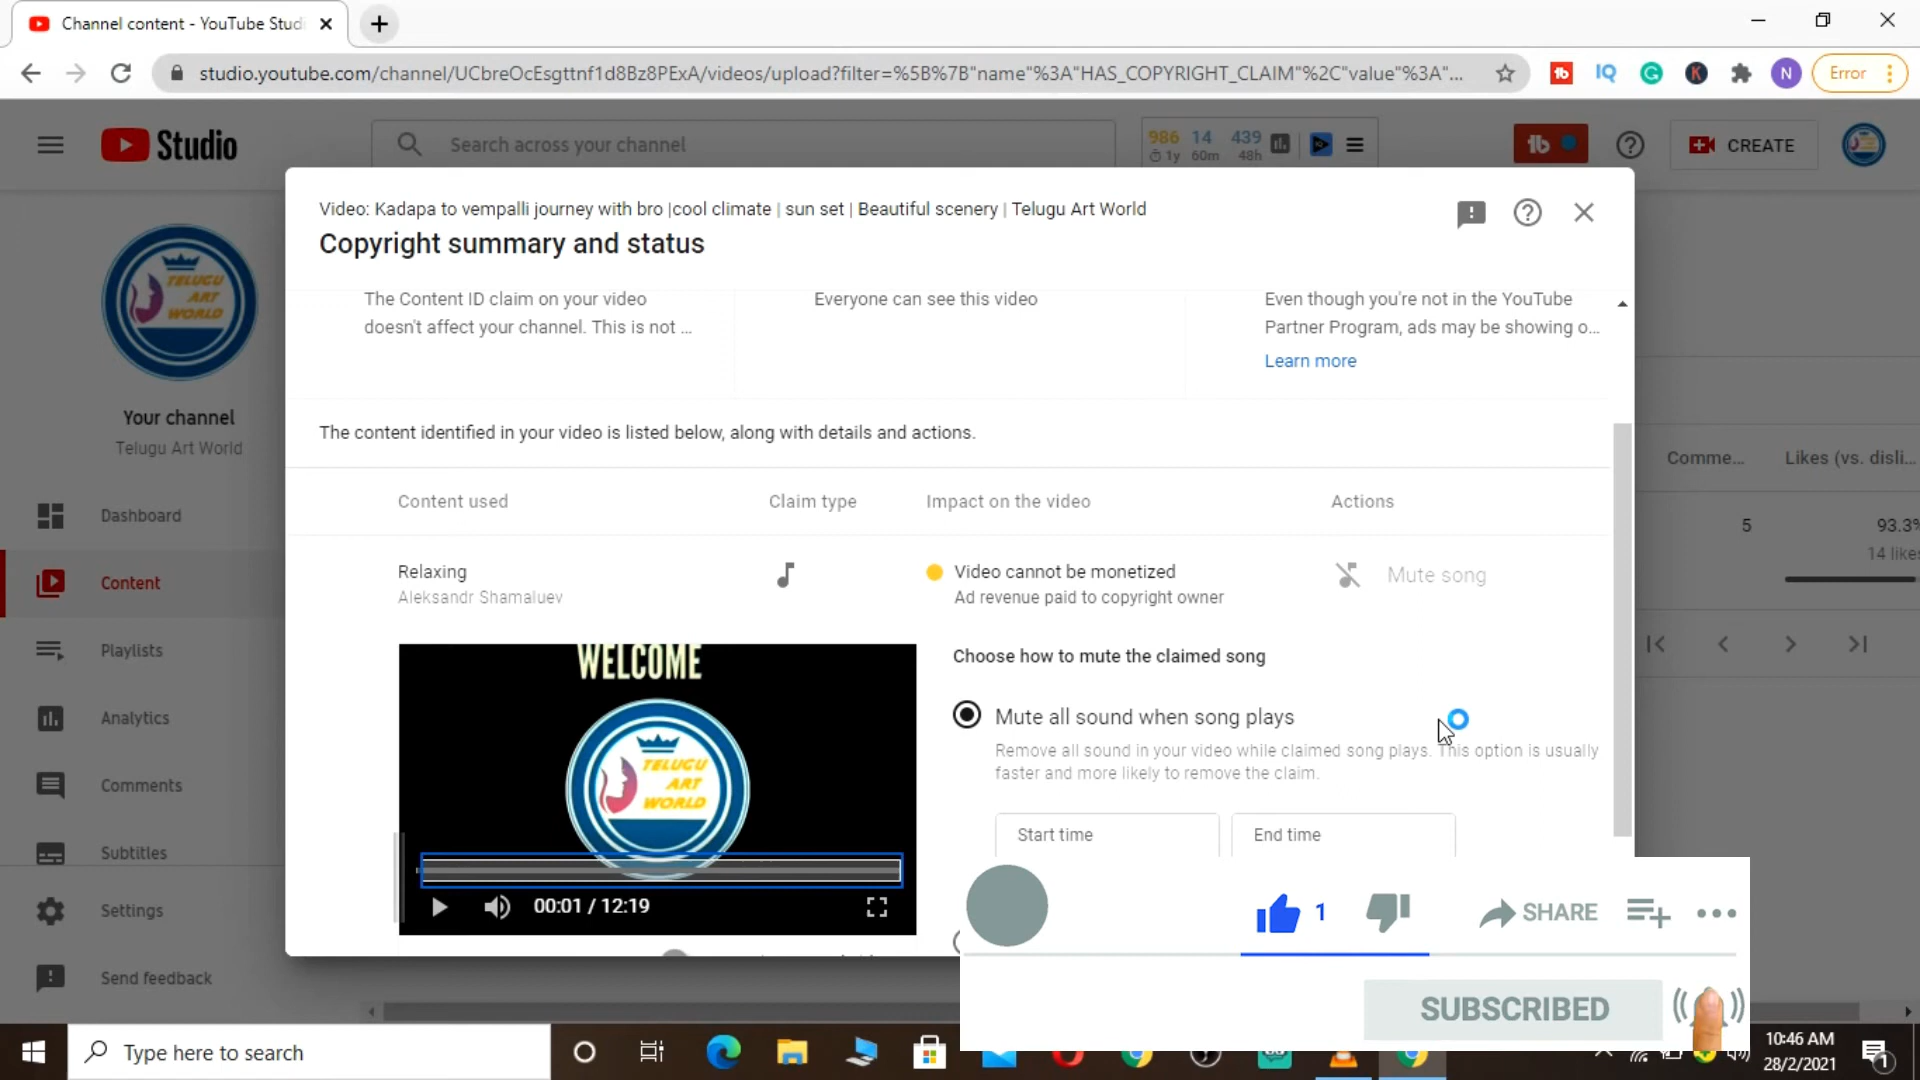 Channel content - YouTube Studi
studio.youtube.com/channel/UCbreOcEsgttnf1d8Bz8PExA/videos/upload?filter=%5B%7B"name"%3A"HAS_COPYRIGHT_CLAIM"%2C"value"%3A"...
N
Error
Studio
Search across your channel
986 14 439
1y 60m 48h
CREATE
Video: Kadapa to vempalli journey with bro |cool climate | sun set | Beautiful scenery | Telugu Art World
Copyright summary and status
The Content ID claim on your video
doesn't affect your channel. This is not ...
Everyone can see this video
Even though you're not in the YouTube
Partner Program, ads may be showing o...
Learn more
TELUGU
ART
WORLD
Your channel
Telugu Art World
Dashboard
Content
Playlists
Analytics
Comments
Subtitles
Settings
Send feedback
The content identified in your video is listed below, along with details and actions.
Content used
Claim type
Impact on the video
Actions
Relaxing
Aleksandr Shamaluev
Video cannot be monetized
Ad revenue paid to copyright owner
Mute song
WELCOME
TELUGU
ART
WORLD
00:01 / 12:19
Choose how to mute the claimed song
Mute all sound when song plays
Remove all sound in your video while claimed song plays. This option is usually
faster and more likely to remove the claim.
Start time
End time
Comme...
Likes (vs. disli...
5
93.3%
14 likes
1
SHARE
SUBSCRIBED
Type here to search
10:46 AM
28/2/2021
1